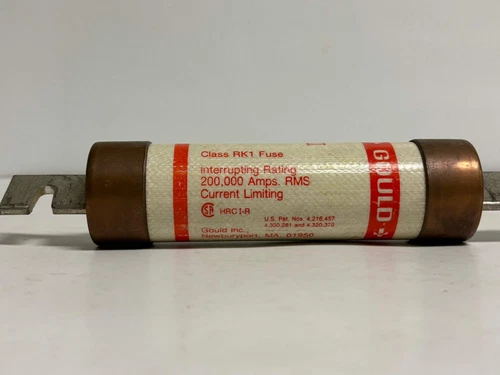 Class RK1 Fuse
Interrupting Rating
200,000 Amps. RMS
Current Limiting
HRC I-R
U.S. Pat. Nos. 4,216,457
4,300,281 and 4,320,370
Gould Inc.,
Newburyport, MA. 01950
GOULD